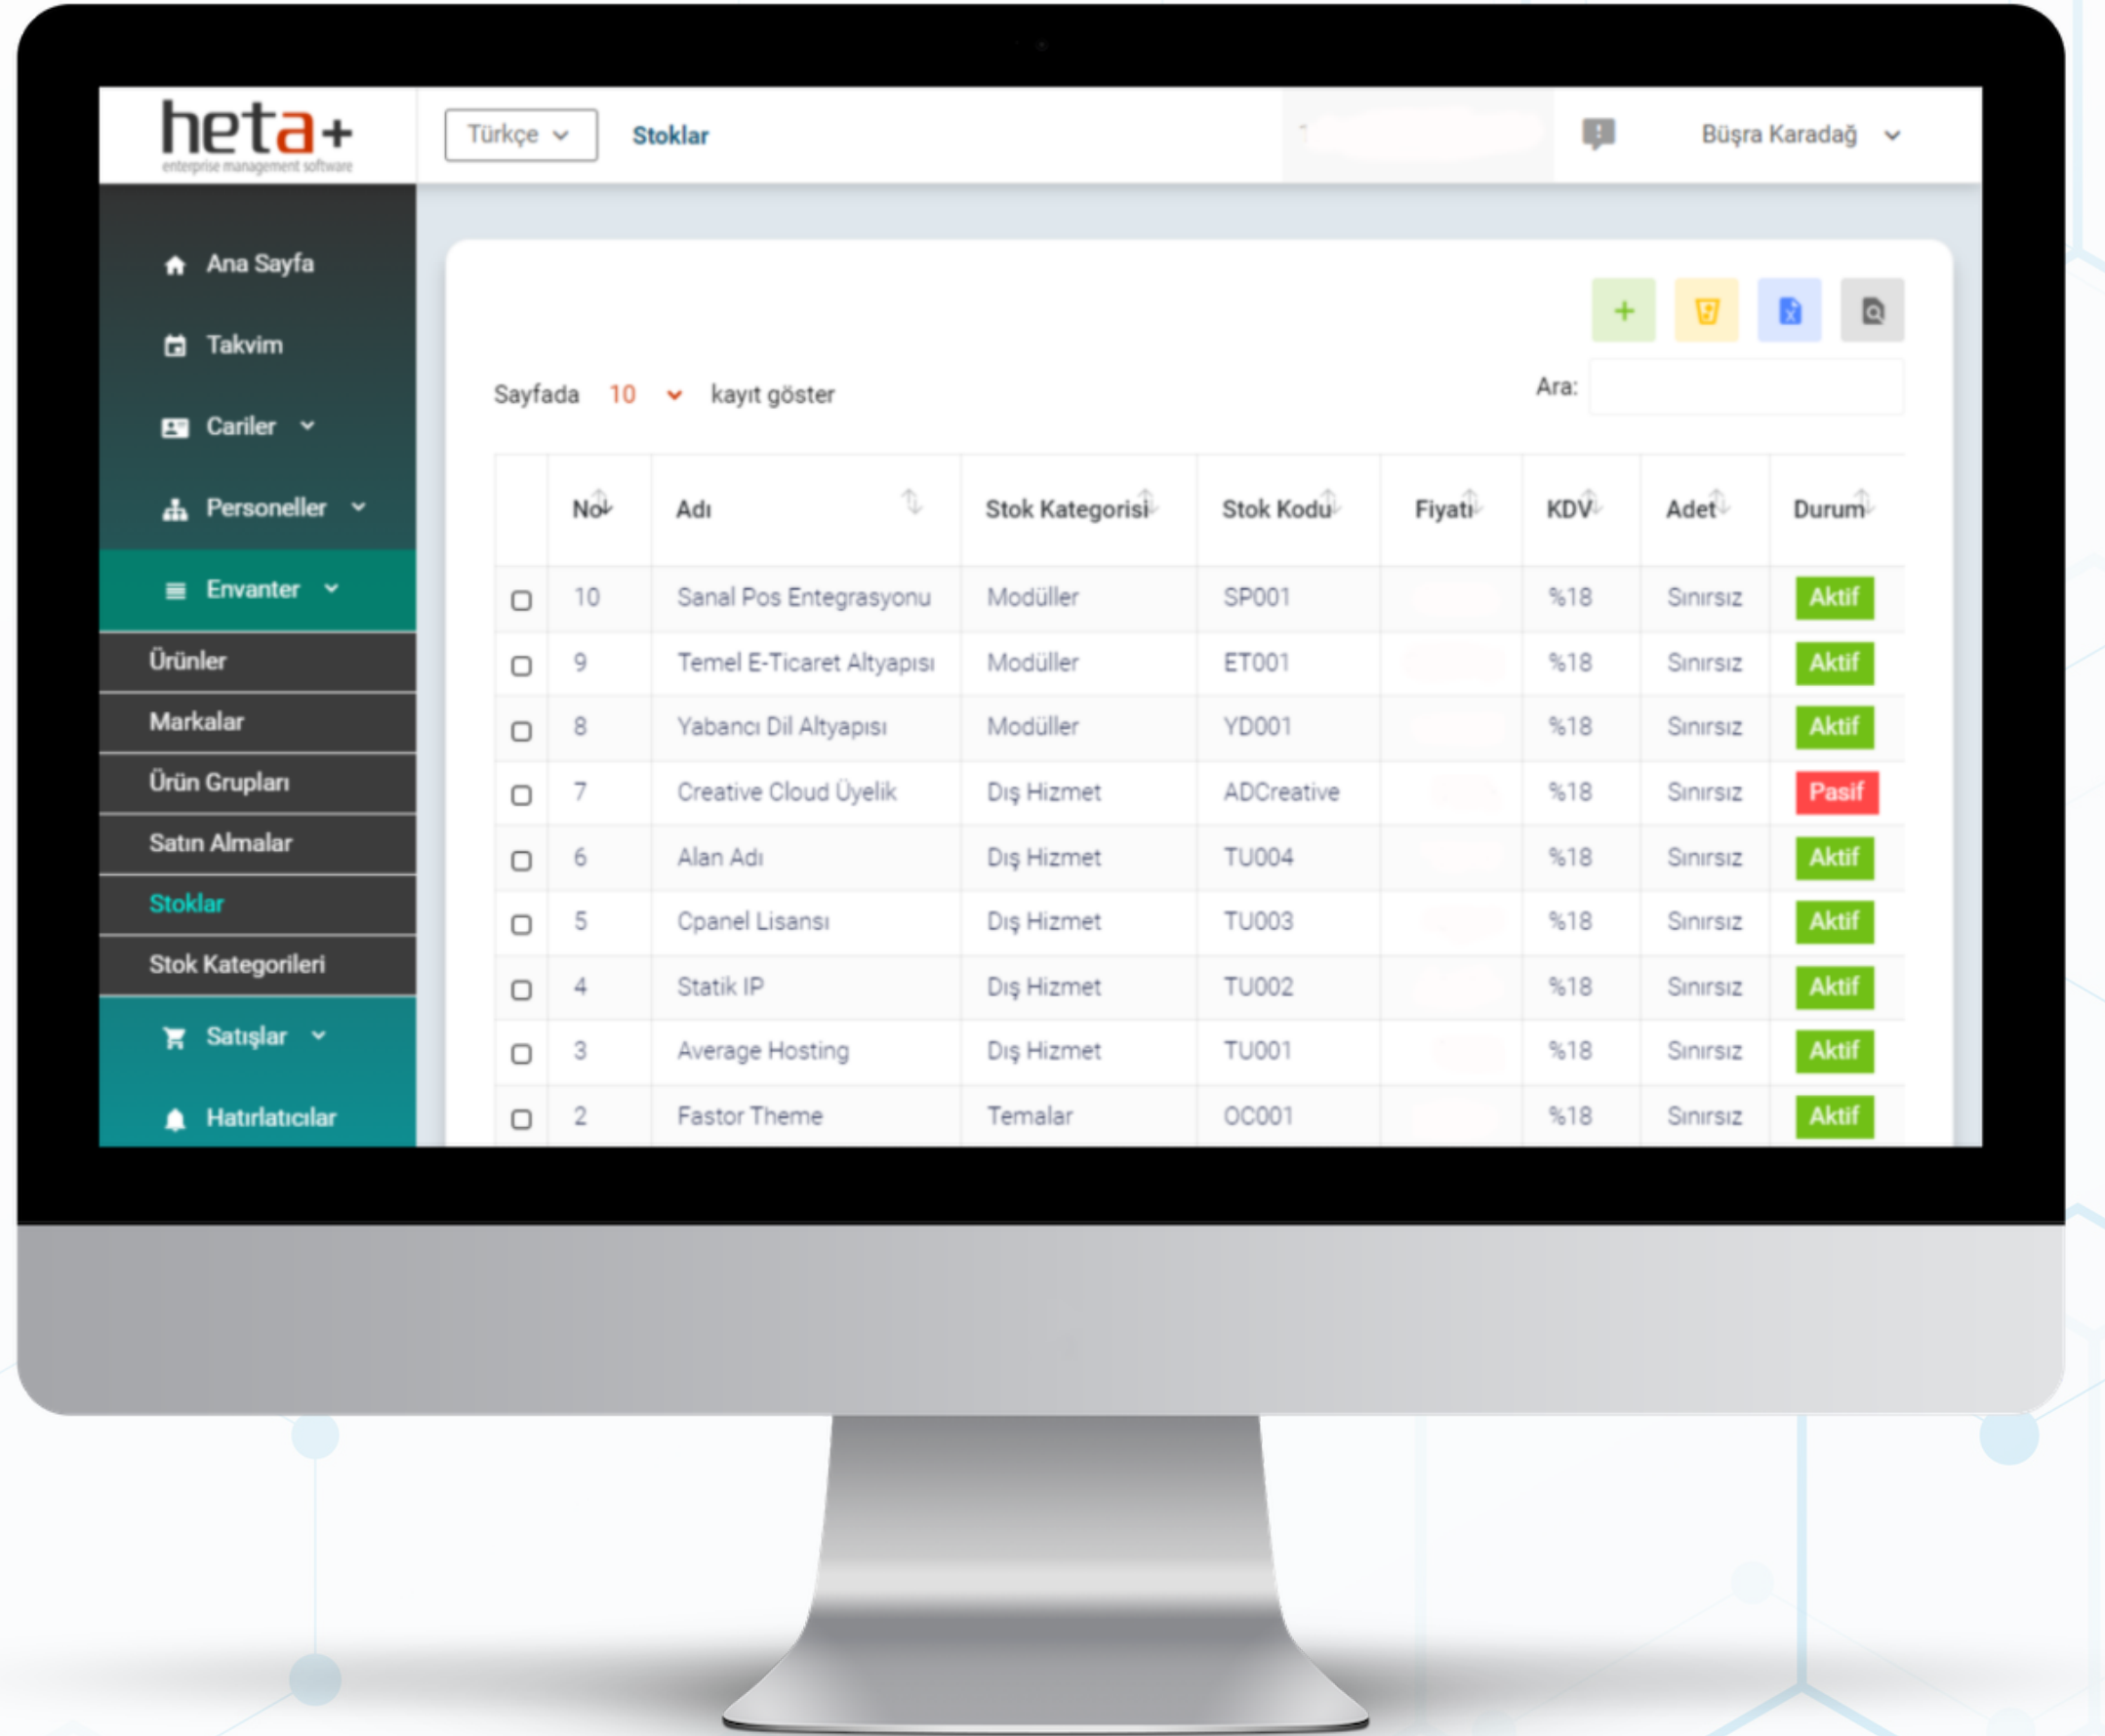 heta+
enterprise management software
Türkçe
Stoklar
Büşra Karadağ
Ana Sayfa
Takvim
Cariler
Personeller
Envanter
Ürünler
Markalar
Ürün Grupları
Satın Almalar
Stoklar
Stok Kategorileri
Satışlar
Hatırlatıcılar
Sayfada 10 kayıt göster
Ara:
No Adı Stok Kategorisi Stok Kodu Fiyatı KDV Adet Durum
10 Sanal Pos Entegrasyonu Modüller SP001 %18 Sınırsız Aktif
9 Temel E-Ticaret Altyapısı Modüller ET001 %18 Sınırsız Aktif
8 Yabancı Dil Altyapısı Modüller YD001 %18 Sınırsız Aktif
7 Creative Cloud Üyelik Dış Hizmet ADCreative %18 Sınırsız Pasif
6 Alan Adı Dış Hizmet TU004 %18 Sınırsız Aktif
5 Cpanel Lisansı Dış Hizmet TU003 %18 Sınırsız Aktif
4 Statik IP Dış Hizmet TU002 %18 Sınırsız Aktif
3 Average Hosting Dış Hizmet TU001 %18 Sınırsız Aktif
2 Fastor Theme Temalar OC001 %18 Sınırsız Aktif